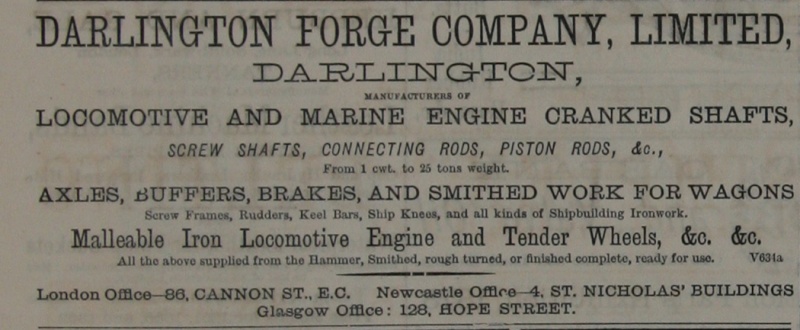 DARLINGTON FORGE COMPANY, LIMITED,
DARLINGTON,
MANUFACTURERS OF
LOCOMOTIVE AND MARINE ENGINE CRANKED SHAFTS,
SCREW SHAFTS, CONNECTING RODS, PISTON RODS, &c.,
From 1 cwt. to 25 tons weight.
AXLES, BUFFERS, BRAKES, AND SMITHED WORK FOR WAGONS
Screw Frames, Rudders, Keel Bars, Ship Knees, and all kinds of Shipbuilding Ironwork.
Malleable Iron Locomotive Engine and Tender Wheels, &c. &c.
All the above supplied from the Hammer, Smithed, rough turned, or finished complete, ready for use. V634a
London Office—86, CANNON ST., E.C. Newcastle Office—4, ST. NICHOLAS' BUILDINGS
Glasgow Office: 128, HOPE STREET.